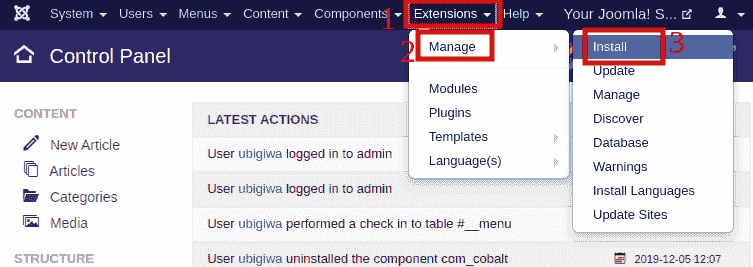 System Users Menus Content Components 1 Extensions Help Your Joomla! S...
Control Panel
2 Manage
Modules
Plugins
Templates
Language(s)
Install 3
Update
Manage
Discover
Database
Warnings
Install Languages
Update Sites
CONTENT
New Article
Articles
Categories
Media
STRUCTURE
LATEST ACTIONS
User ubigiwa logged in to admin
User ubigiwa logged in to admin
User ubigiwa performed a check in to table #__menu
User ubigiwa uninstalled the component com_cobalt
2019-12-05 12:07